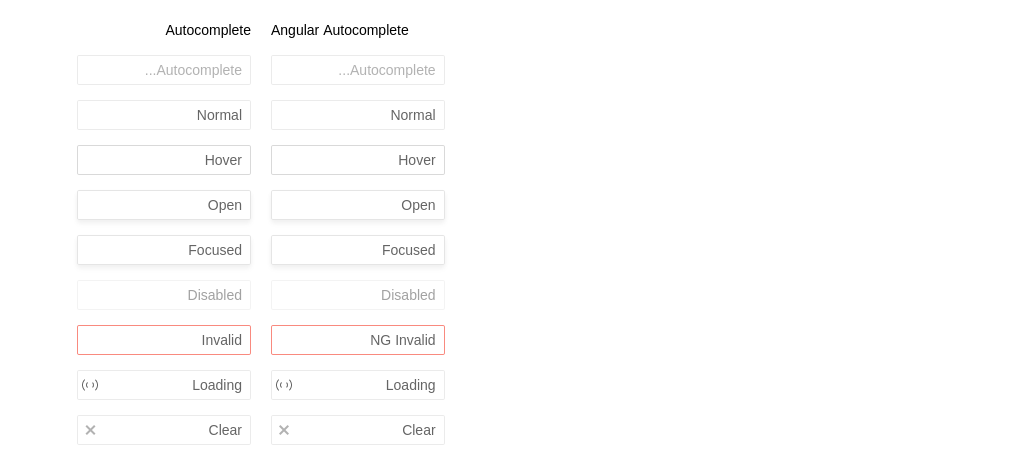 Autocomplete Angular Autocomplete
...Autocomplete ...Autocomplete
Normal Normal
Hover Hover
Open Open
Focused Focused
Disabled Disabled
Invalid NG Invalid
Loading Loading
Clear Clear